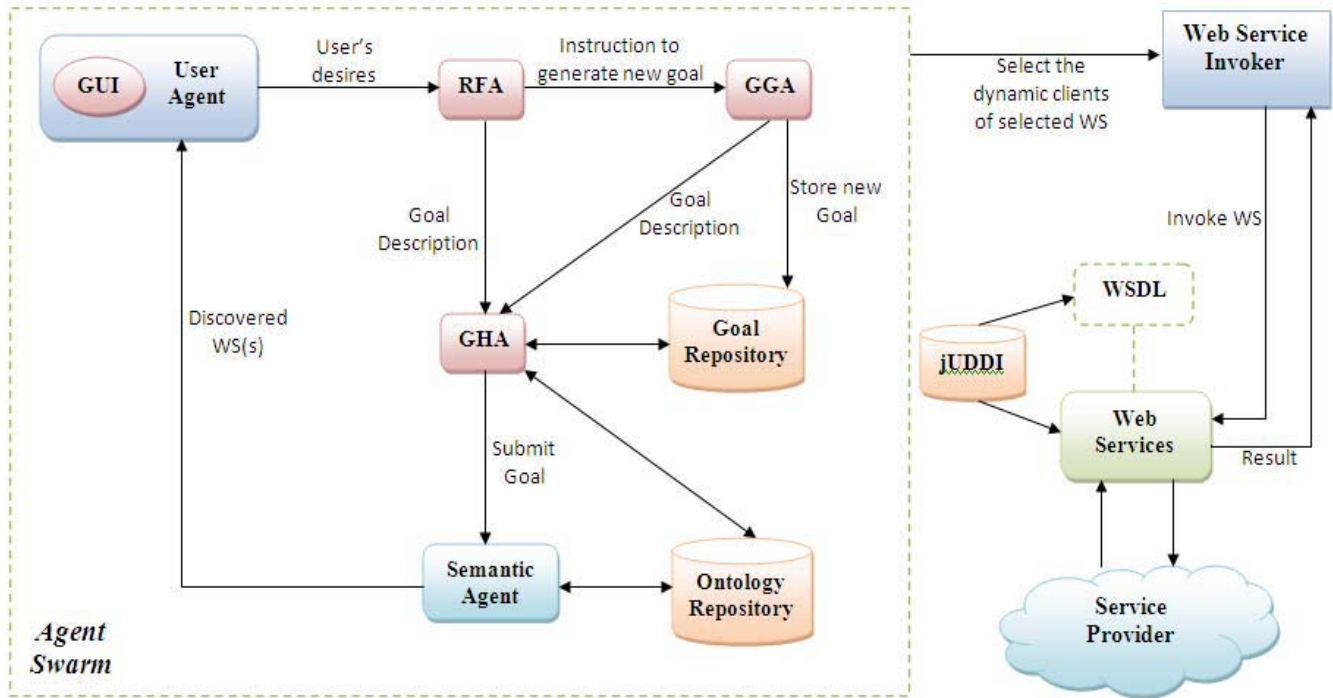 GUI
User
Agent
User's
desires
RFA
Instruction to
generate new goal
GGA
Select the
dynamic clients
of selected WS
Web Service
Invoker
Goal
Description
Goal
Description
Store new
Goal
Invoke WS
Discovered
WS(s)
GHA
Goal
Repository
WSDL
jUDDI
Web
Services
Result
Submit
Goal
Semantic
Agent
Ontology
Repository
Service
Provider
Agent
Swarm